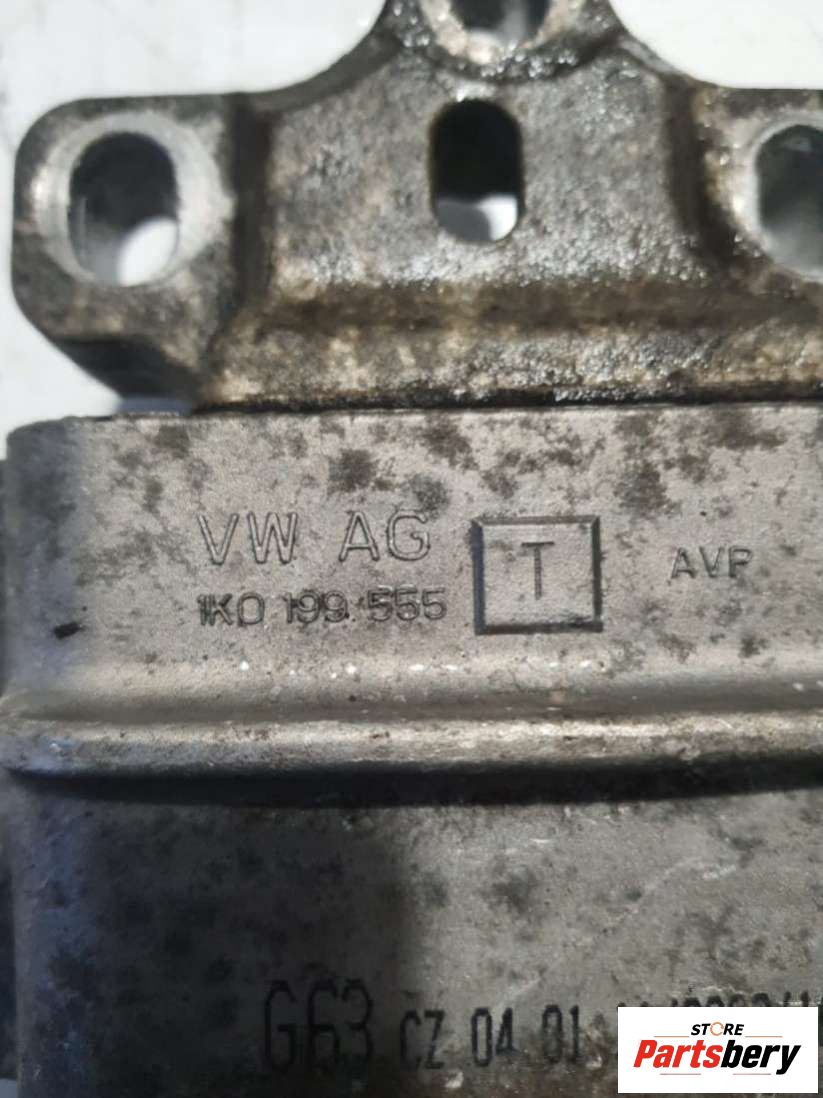 VW AG
1K0 199 555
T
AVP
G63 CZ 04 01
STORE
Partsbery